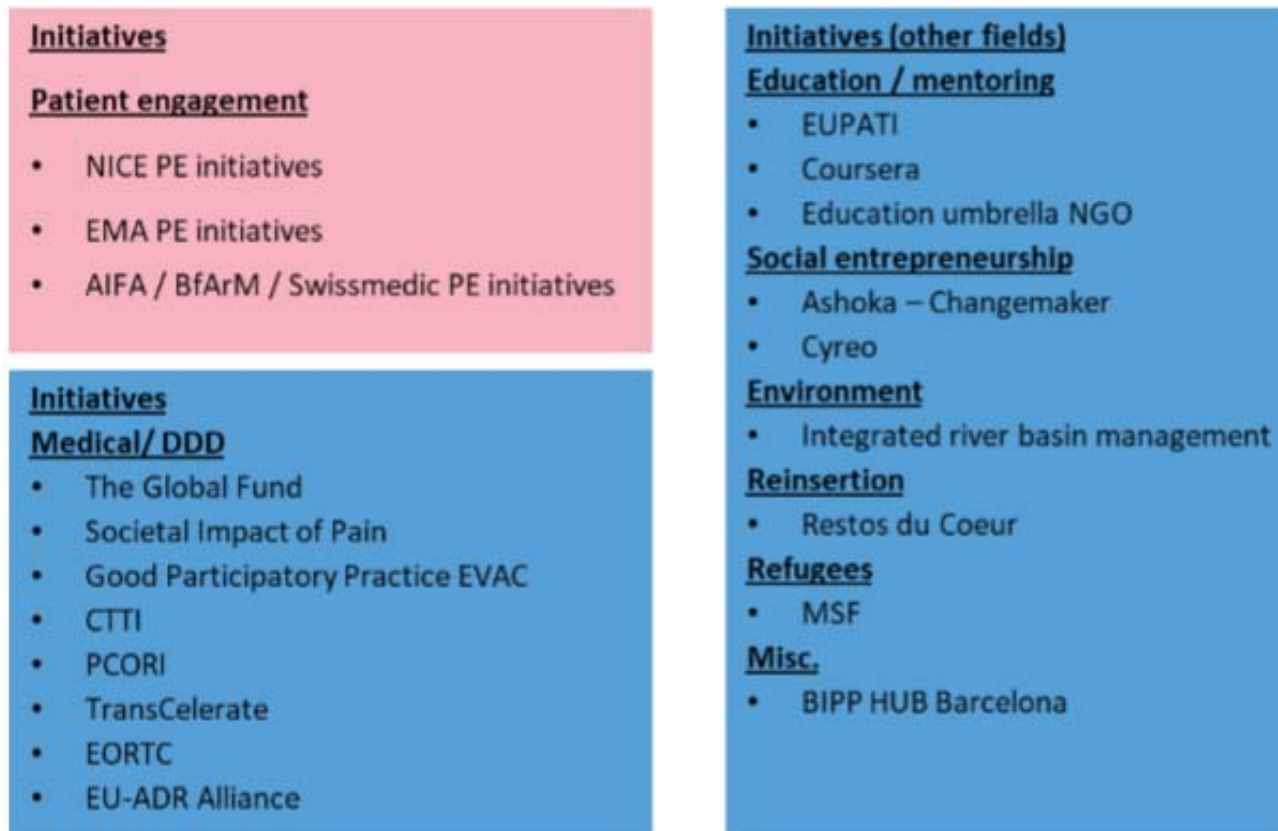 Initiatives
Patient engagement
• NICE PE initiatives
• EMA PE initiatives
• AIFA / BfArM / Swissmedic PE initiatives
Initiatives
Medical/ DDD
• The Global Fund
• Societal Impact of Pain
• Good Participatory Practice EVAC
• CTTI
• PCORI
• TransCelerate
• EORTC
• EU-ADR Alliance
Initiatives (other fields)
Education / mentoring
• EUPATI
• Coursera
• Education umbrella NGO
Social entrepreneurship
• Ashoka – Changemaker
• Cyreo
Environment
• Integrated river basin management
Reinsertion
• Restos du Coeur
Refugees
• MSF
Misc.
• BIPP HUB Barcelona